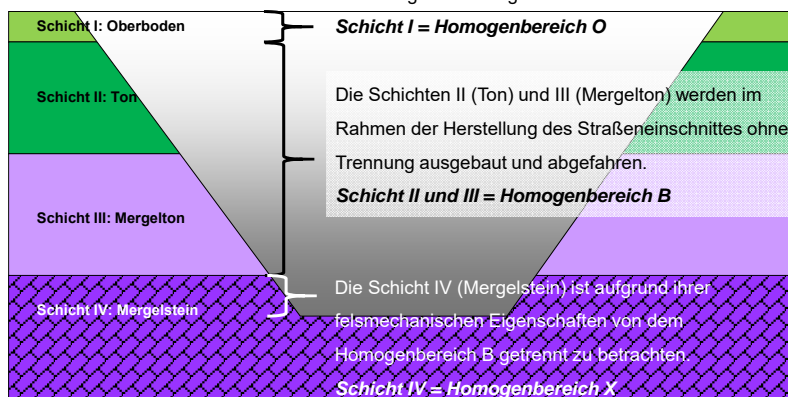 Schicht I: Oberboden
Schicht I = Homogenbereich O
Schicht II: Ton
Die Schichten II (Ton) und III (Mergelton) werden im
Rahmen der Herstellung des Straßeneinschnittes ohne
Trennung ausgebaut und abgefahren.
Schicht II und III = Homogenbereich B
Schicht III: Mergelton
Schicht IV: Mergelstein
Die Schicht IV (Mergelstein) ist aufgrund ihrer
felsmechanischen Eigenschaften von dem
Homogenbereich B getrennt zu betrachten.
Schicht IV = Homogenbereich X